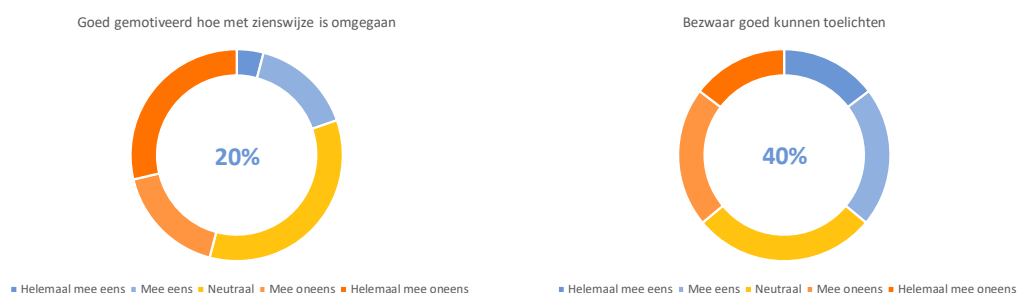 Goed gemotiveerd hoe met zienswijze is omgegaan
20%
Helemaal mee eens Mee eens Neutraal Mee oneens Helemaal mee oneens
Bezwaar goed kunnen toelichten
40%
Helemaal mee eens Mee eens Neutraal Mee oneens Helemaal mee oneens